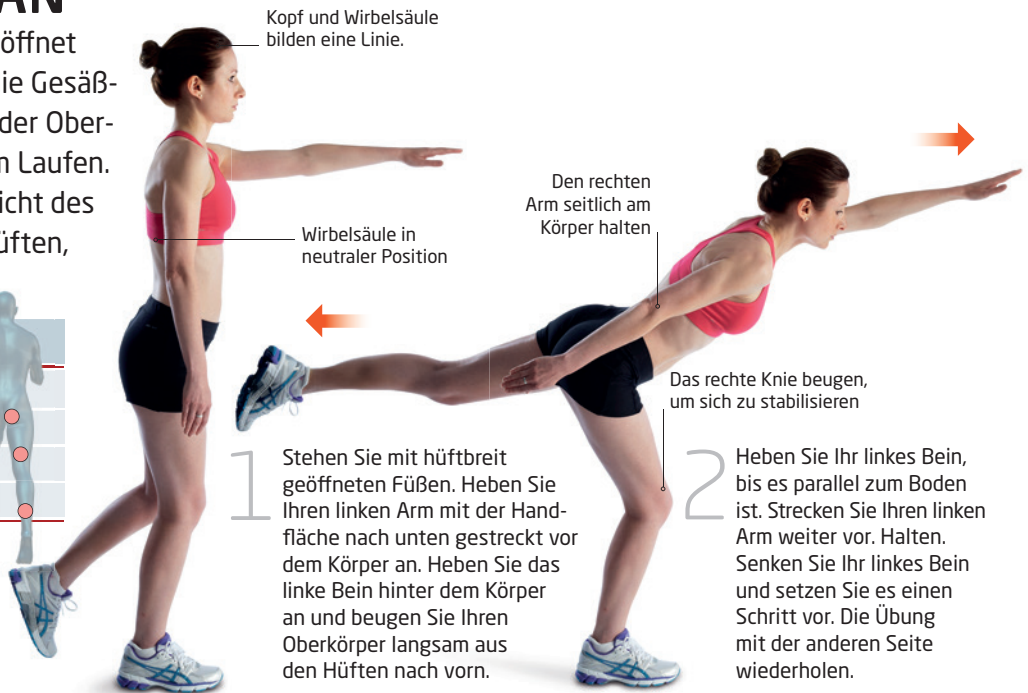 AN
öffnet
ie Gesäß-
der Ober-
n Laufen.
icht des
üften,
Kopf und Wirbelsäule
bilden eine Linie.
Wirbelsäule in
neutraler Position
Den rechten
Arm seitlich am
Körper halten
Das rechte Knie beugen,
um sich zu stabilisieren
1
Stehen Sie mit hüftbreit
geöffneten Füßen. Heben Sie
Ihren linken Arm mit der Hand-
fläche nach unten gestreckt vor
dem Körper an. Heben Sie das
linke Bein hinter dem Körper
an und beugen Sie Ihren
Oberkörper langsam aus
den Hüften nach vorn.
2
Heben Sie Ihr linkes Bein,
bis es parallel zum Boden
ist. Strecken Sie Ihren linken
Arm weiter vor. Halten.
Senken Sie Ihr linkes Bein
und setzen Sie es einen
Schritt vor. Die Übung
mit der anderen Seite
wiederholen.